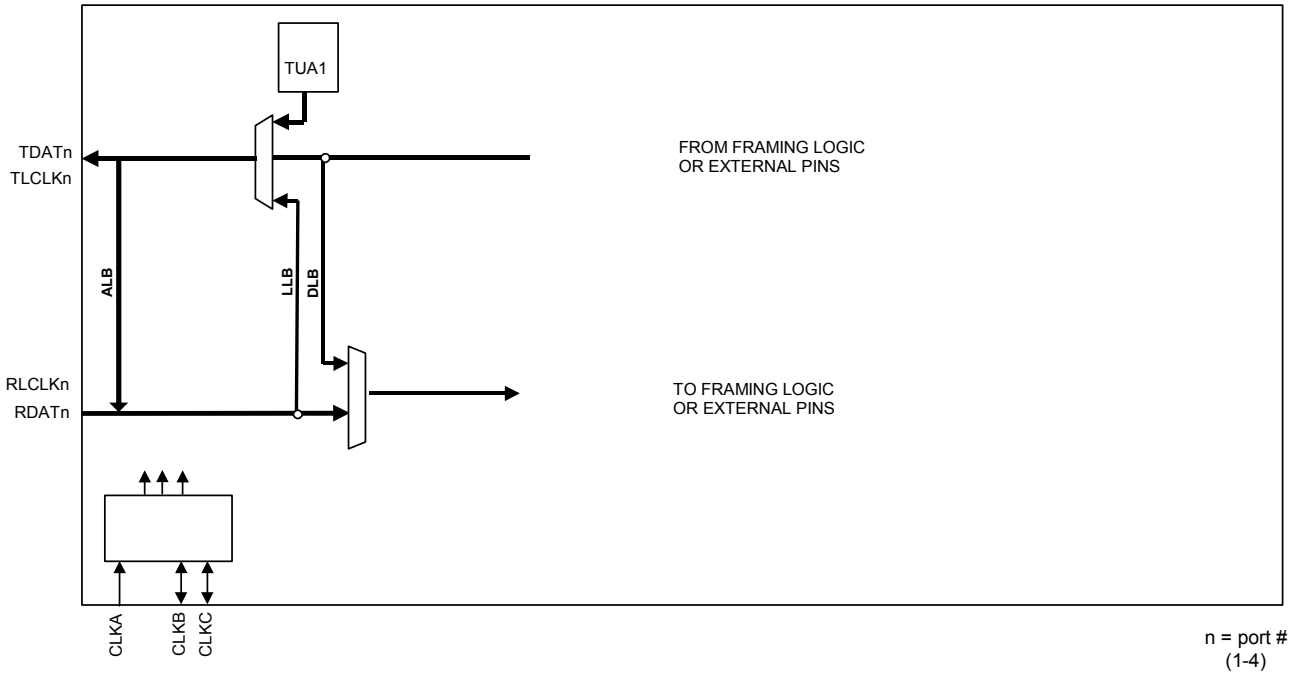 TUA1
TDATn
TLCLKn
FROM FRAMING LOGIC
OR EXTERNAL PINS
ALB
LLB
DLB
RLCLKn
RDATn
TO FRAMING LOGIC
OR EXTERNAL PINS
CLKA
CLKB
CLKC
n = port #
(1-4)